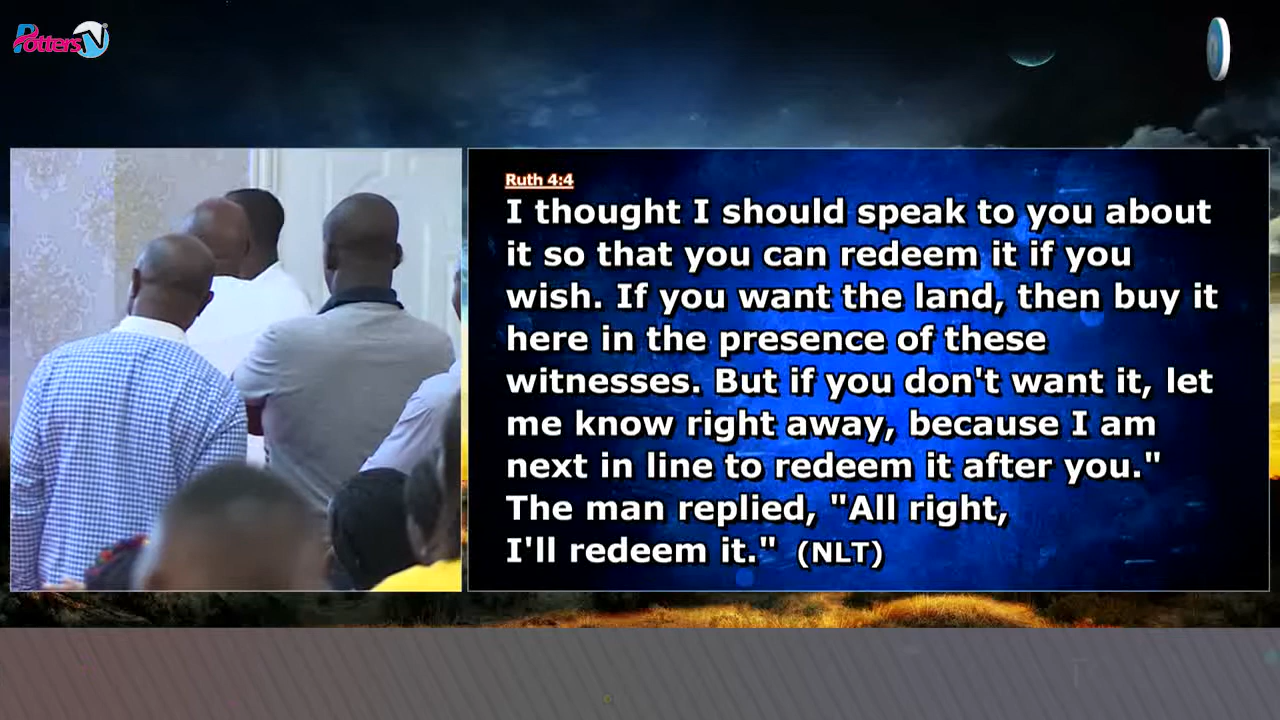 PottersTV
Ruth 4:4
I thought I should speak to you about
it so that you can redeem it if you
wish. If you want the land, then buy it
here in the presence of these
witnesses. But if you don't want it, let
me know right away, because I am
next in line to redeem it after you."
The man replied, "All right,
I'll redeem it." (NLT)